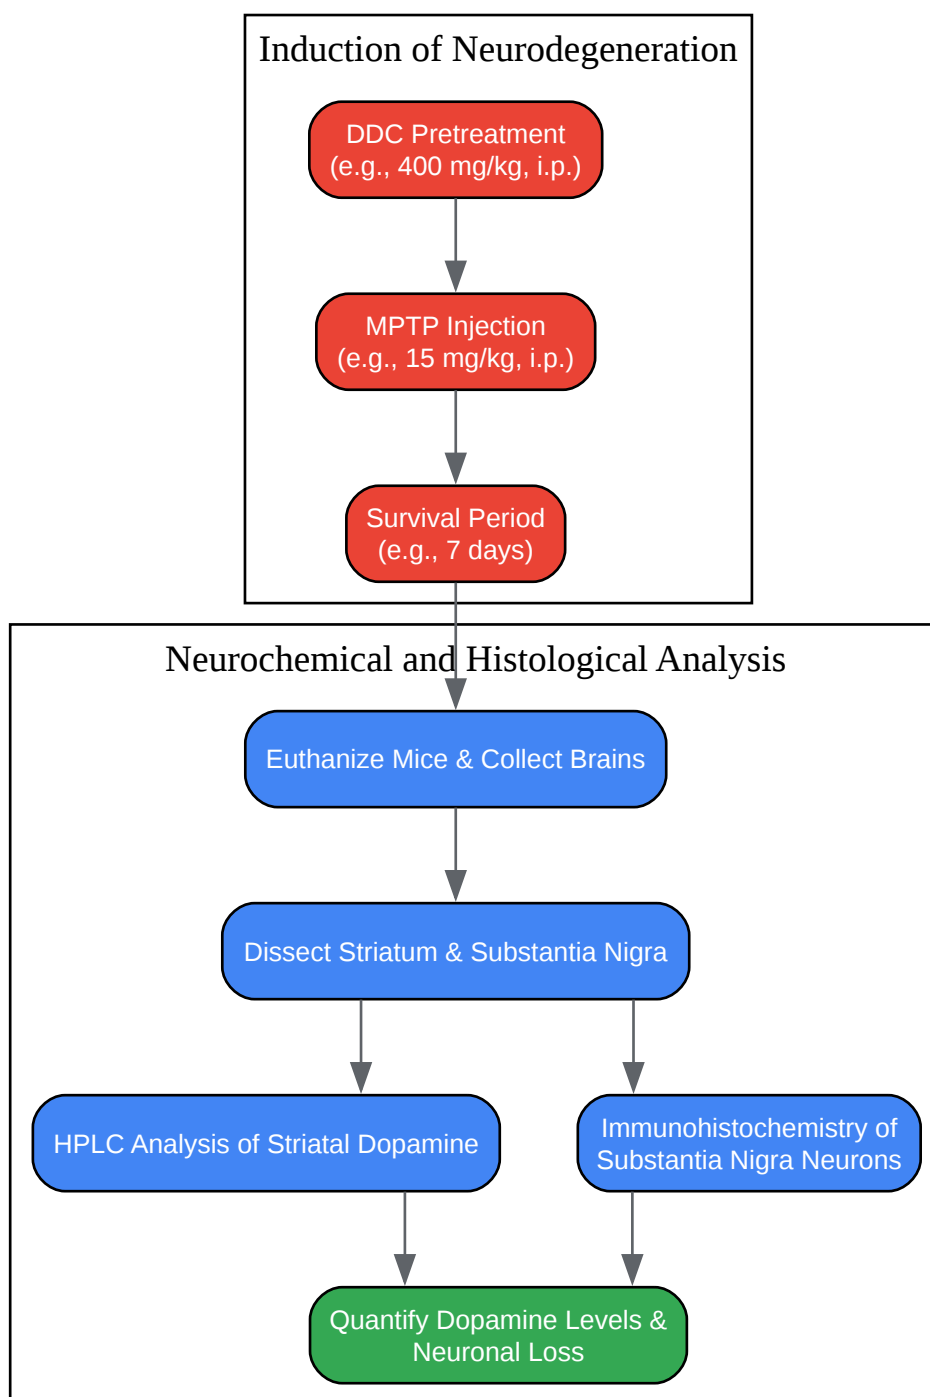 Induction of Neurodegeneration
DDC Pretreatment
(e.g., 400 mg/kg, i.p.)
MPTP Injection
(e.g., 15 mg/kg, i.p.)
Survival Period
(e.g., 7 days)
Neurochemical and Histological Analysis
Euthanize Mice & Collect Brains
Dissect Striatum & Substantia Nigra
HPLC Analysis of Striatal Dopamine
Immunohistochemistry of
Substantia Nigra Neurons
Quantify Dopamine Levels &
Neuronal Loss